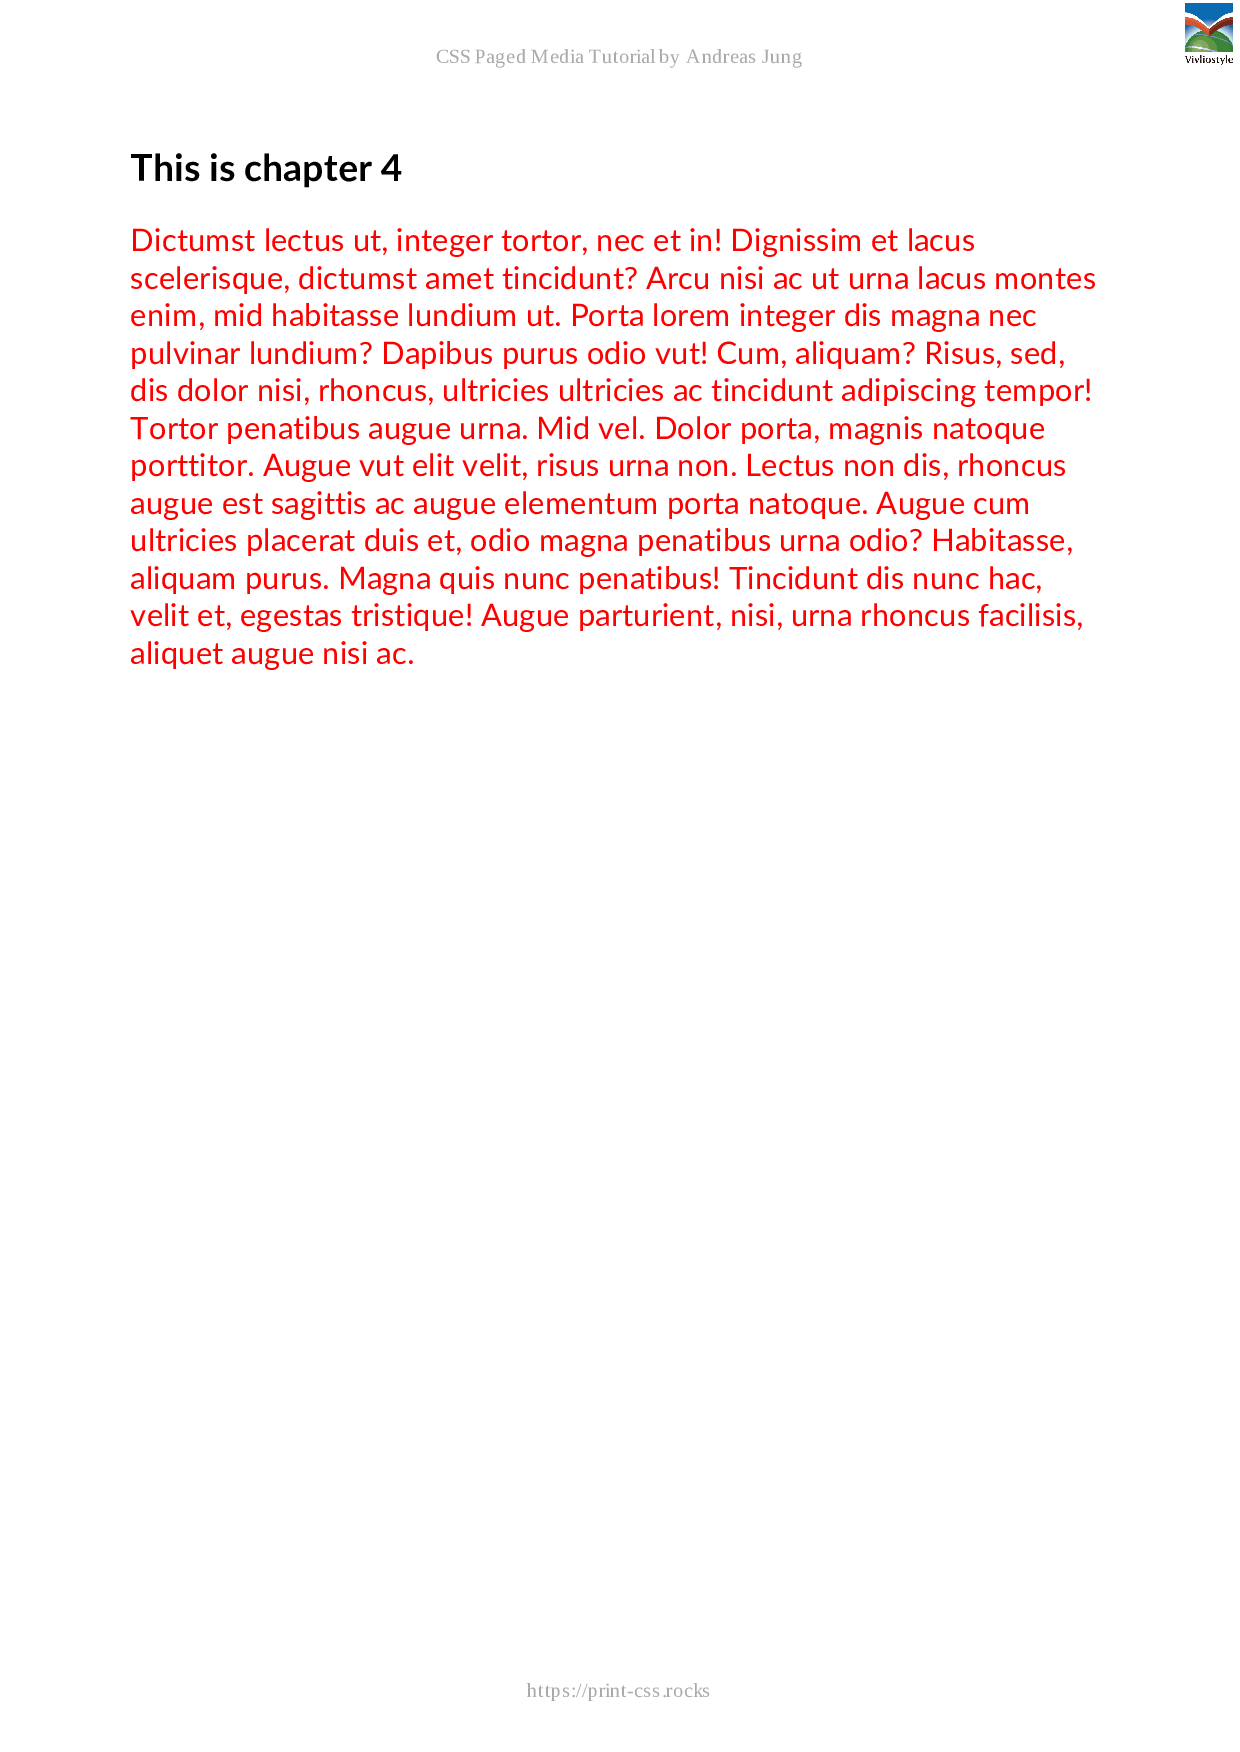 CSS Paged Media Tutorial by Andreas Jung
Vivliostyle
This is chapter 4
Dictumst lectus ut, integer tortor, nec et in! Dignissim et lacus
scelerisque, dictumst amet tincidunt? Arcu nisi ac ut urna lacus montes
enim, mid habitasse lundium ut. Porta lorem integer dis magna nec
pulvinar lundium? Dapibus purus odio vut! Cum, aliquam? Risus, sed,
dis dolor nisi, rhoncus, ultricies ultricies ac tincidunt adipiscing tempor!
Tortor penatibus augue urna. Mid vel. Dolor porta, magnis natoque
porttitor. Augue vut elit velit, risus urna non. Lectus non dis, rhoncus
augue est sagittis ac augue elementum porta natoque. Augue cum
ultricies placerat duis et, odio magna penatibus urna odio? Habitasse,
aliquam purus. Magna quis nunc penatibus! Tincidunt dis nunc hac,
velit et, egestas tristique! Augue parturient, nisi, urna rhoncus facilisis,
aliquet augue nisi ac.
https://print-css.rocks